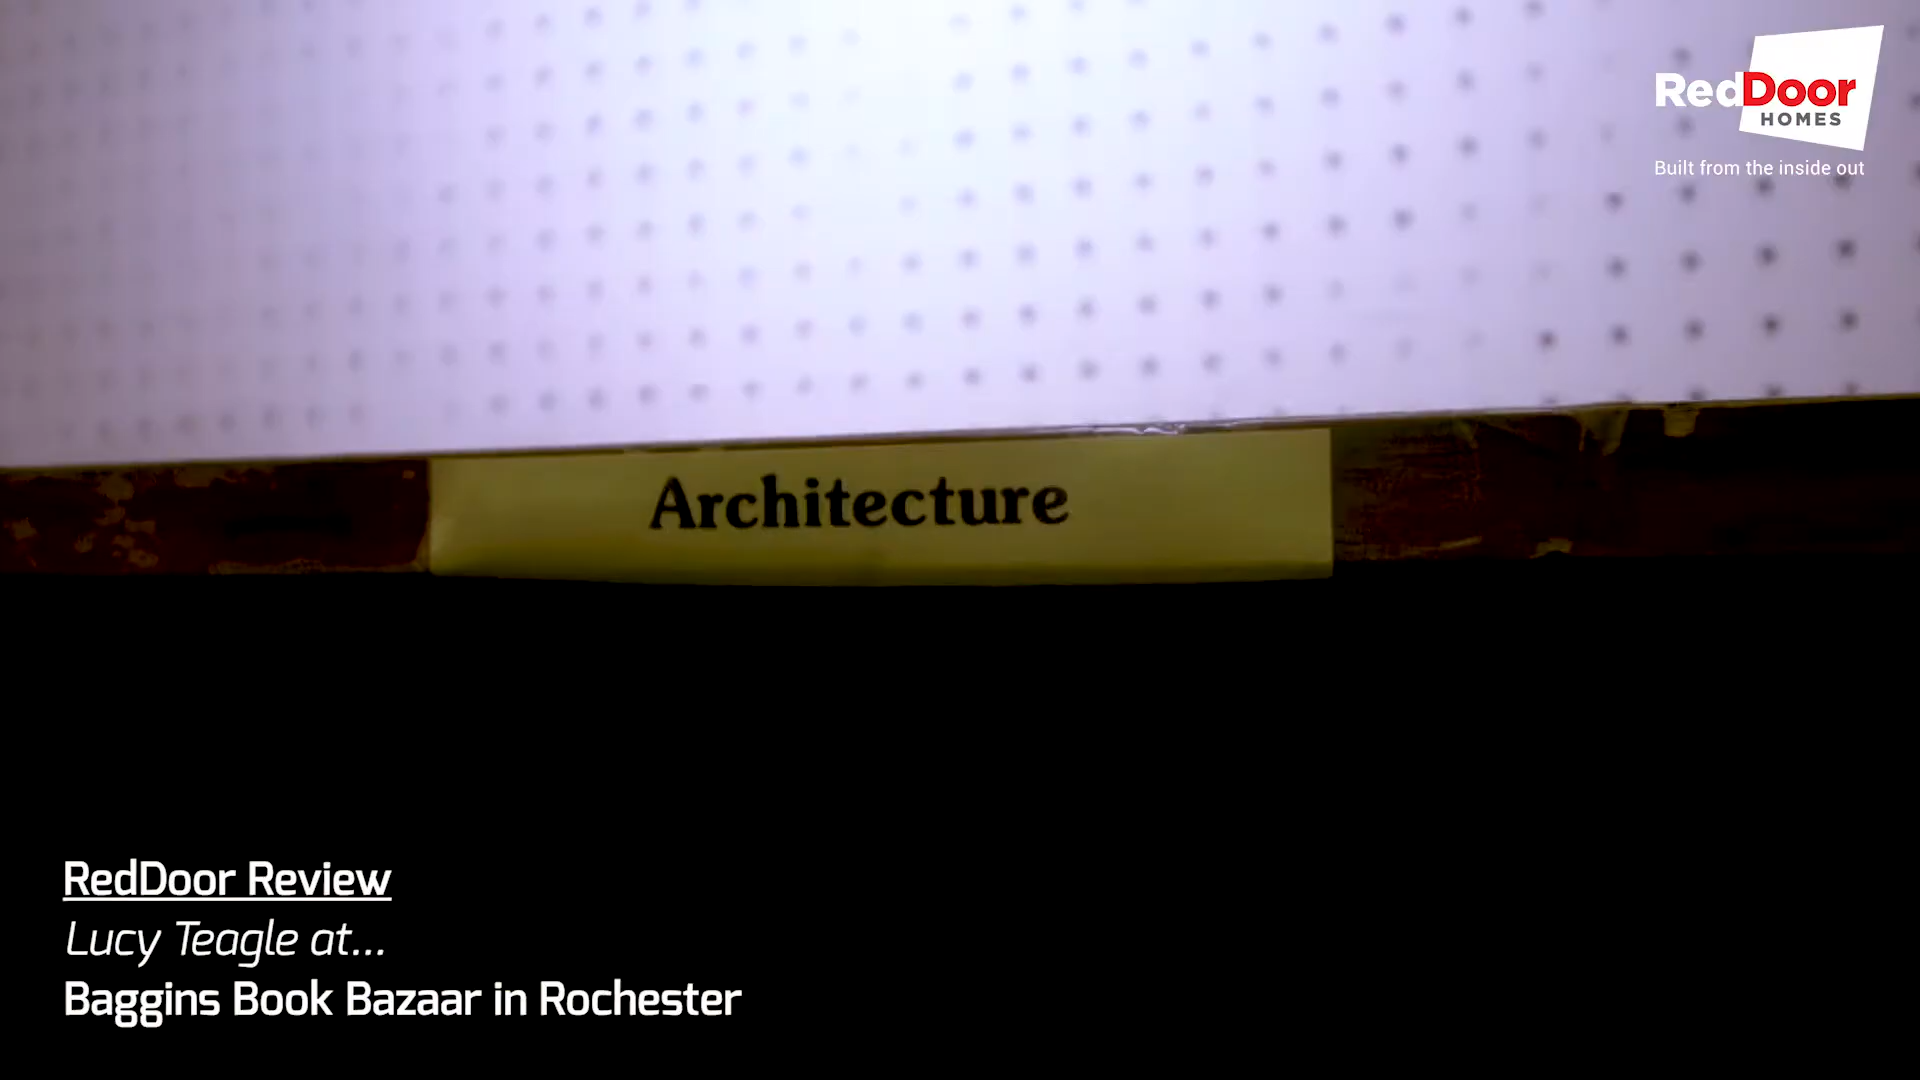 RedDoor
HOMES
Built from the inside out
Architecture
RedDoor Review
Lucy Teagle at...
Baggins Book Bazaar in Rochester